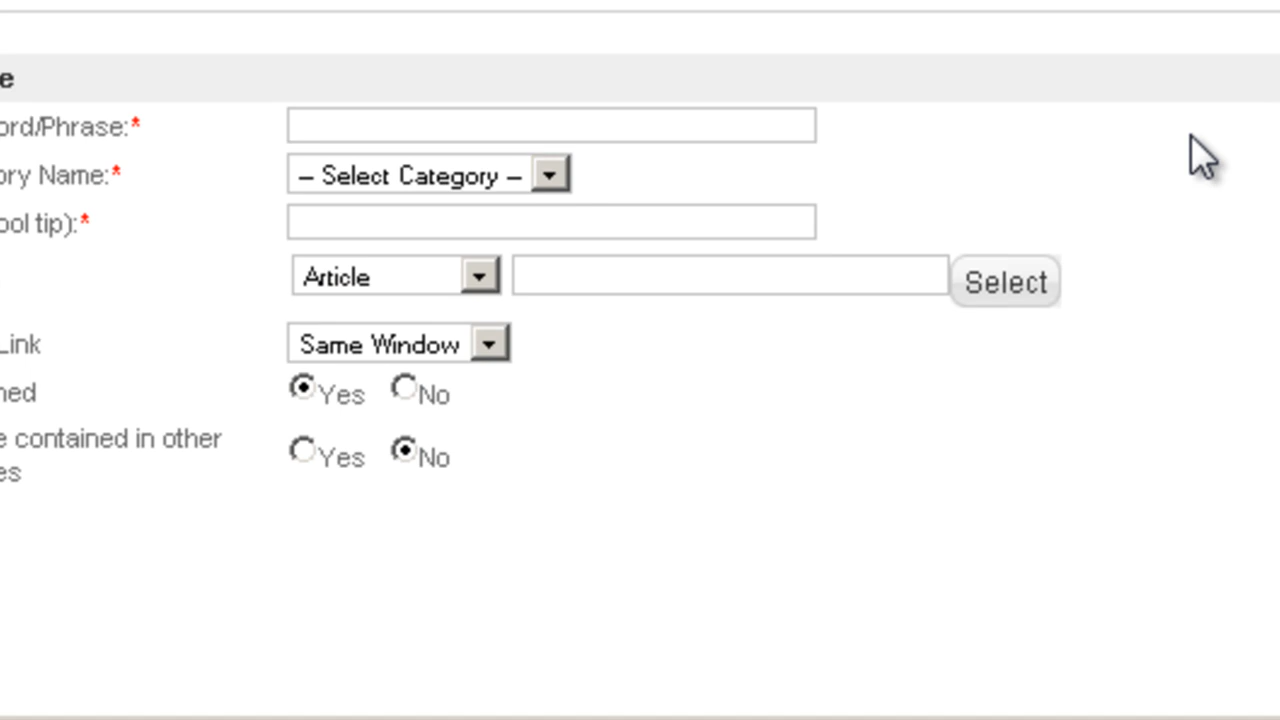 e
ord/Phrase:*
ory Name:* – Select Category –
ool tip):*
Article Select
Link Same Window
ned Yes No
e contained in other
es Yes No